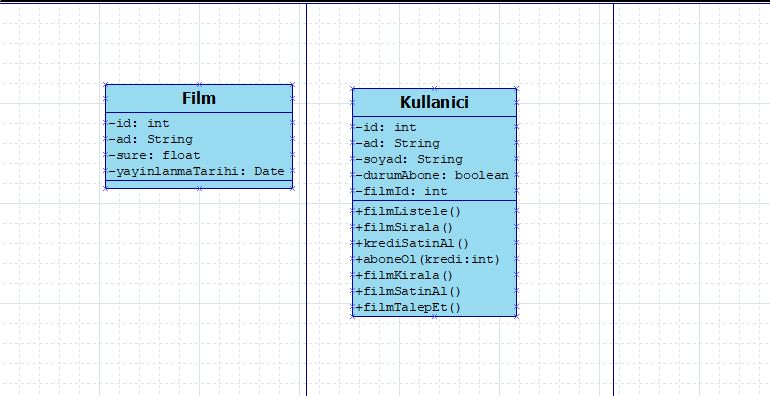 Film
-id: int
-ad: String
-sure: float
-yayinlanmaTarihi: Date
Kullanici
-id: int
-ad: String
-soyad: String
-durumAbone: boolean
-filmId: int
+filmListele()
+filmSirala()
+krediSatinAl()
+aboneOl(kredi:int)
+filmKirala()
+filmSatinAl()
+filmTalepEt()